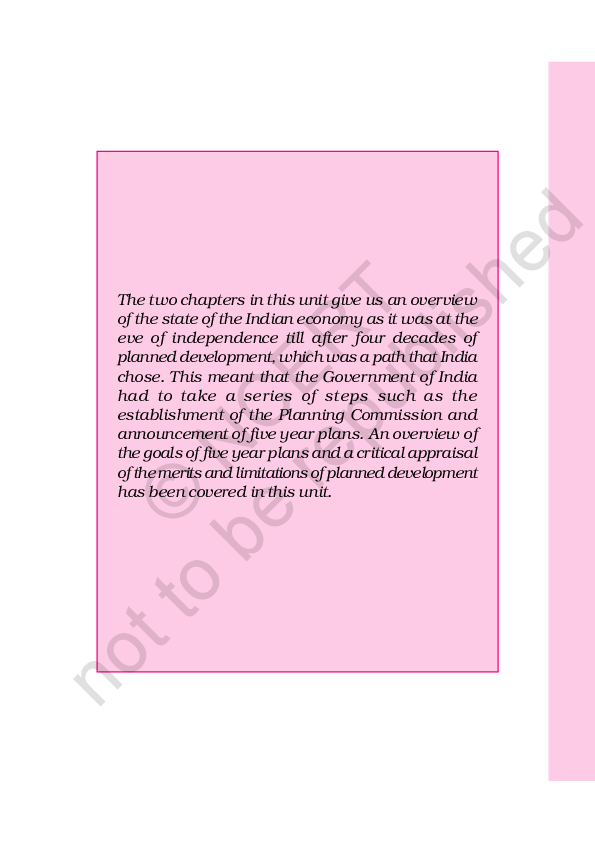 The two chapters in this unit give us an overview
of the state of the Indian economy as it was at the
eve of independence till after four decades of
planned development, which was a path that India
chose. This meant that the Government of India
had to take a series of steps such as the
establishment of the Planning Commission and
announcement of five year plans. An overview of
the goals of five year plans and a critical appraisal
of the merits and limitations of planned development
has been covered in this unit.
© NCERT
not to be republished